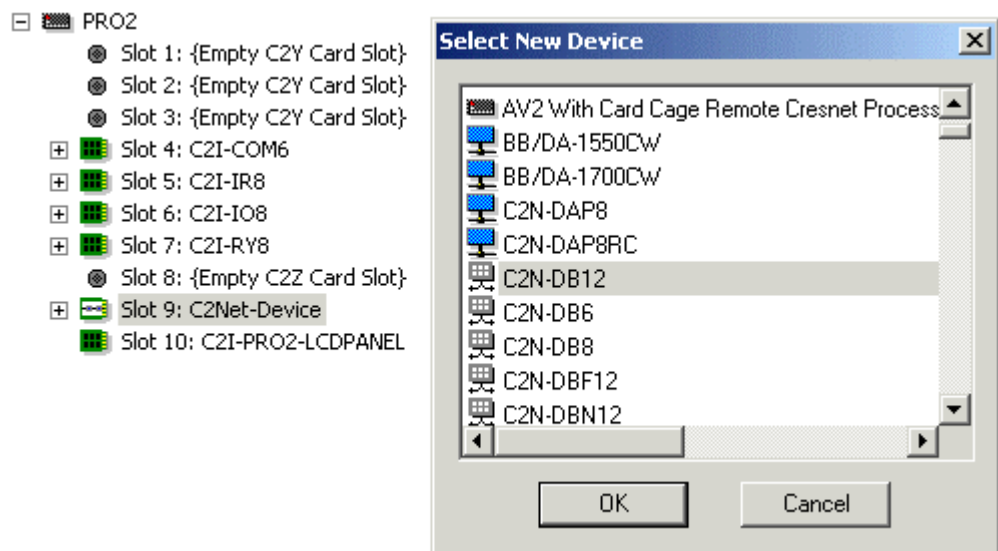 PRO2
Slot 1: {Empty C2Y Card Slot}
Slot 2: {Empty C2Y Card Slot}
Slot 3: {Empty C2Y Card Slot}
Slot 4: C2I-COM6
Slot 5: C2I-IR8
Slot 6: C2I-IO8
Slot 7: C2I-RY8
Slot 8: {Empty C2Z Card Slot}
Slot 9: C2Net-Device
Slot 10: C2I-PRO2-LCDPANEL
Select New Device
AV2 With Card Cage Remote Cresnet Process
BB/DA-1550CW
BB/DA-1700CW
C2N-DAP8
C2N-DAP8RC
C2N-DB12
C2N-DB6
C2N-DB8
C2N-DBF12
C2N-DBN12
OK
Cancel